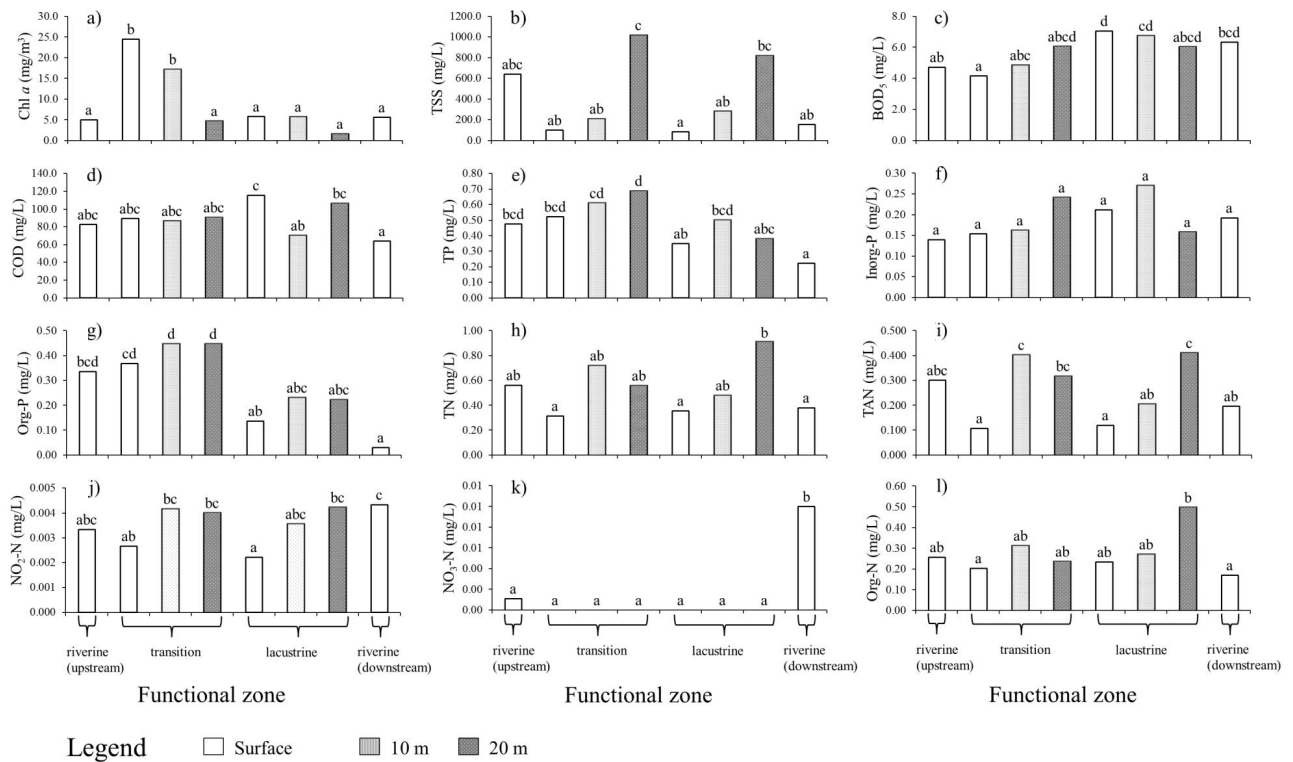 a)
Chl a (mg/m³)
30.0
25.0
20.0
15.0
10.0
5.0
0.0
a b b a a a a a
b)
TSS (mg/L)
1200.0
1000.0
800.0
600.0
400.0
200.0
0.0
abc ab ab c a ab bc ab
c)
BOD₅ (mg/L)
8.0
6.0
4.0
2.0
0.0
ab a abc abcd d cd abcd bcd
d)
COD (mg/L)
140.0
120.0
100.0
80.0
60.0
40.0
20.0
0.0
abc abc abc abc c ab bc a
e)
TP (mg/L)
0.80
0.70
0.60
0.50
0.40
0.30
0.20
0.10
0.00
bcd bcd cd d ab bcd abc a
f)
Inorg-P (mg/L)
0.30
0.25
0.20
0.15
0.10
0.05
0.00
a a a a a a a a
g)
Org-P (mg/L)
0.50
0.40
0.30
0.20
0.10
0.00
bcd cd d d ab abc abc a
h)
TN (mg/L)
1.00
0.80
0.60
0.40
0.20
0.00
ab a ab ab a ab b a
i)
TAN (mg/L)
0.500
0.400
0.300
0.200
0.100
0.000
abc a c bc a ab c ab
j)
NO₂-N (mg/L)
0.005
0.004
0.003
0.002
0.001
0.000
abc ab bc bc a abc bc c
k)
NO₃-N (mg/L)
0.01
0.01
0.01
0.01
0.00
0.00
0.00
a a a a a a a b
l)
Org-N (mg/L)
0.60
0.50
0.40
0.30
0.20
0.10
0.00
ab a ab ab ab ab b a
riverine transition lacustrine riverine
(upstream) (downstream)
Functional zone
riverine transition lacustrine riverine
(upstream) (downstream)
Functional zone
riverine transition lacustrine riverine
(upstream) (downstream)
Functional zone
Legend Surface 10 m 20 m